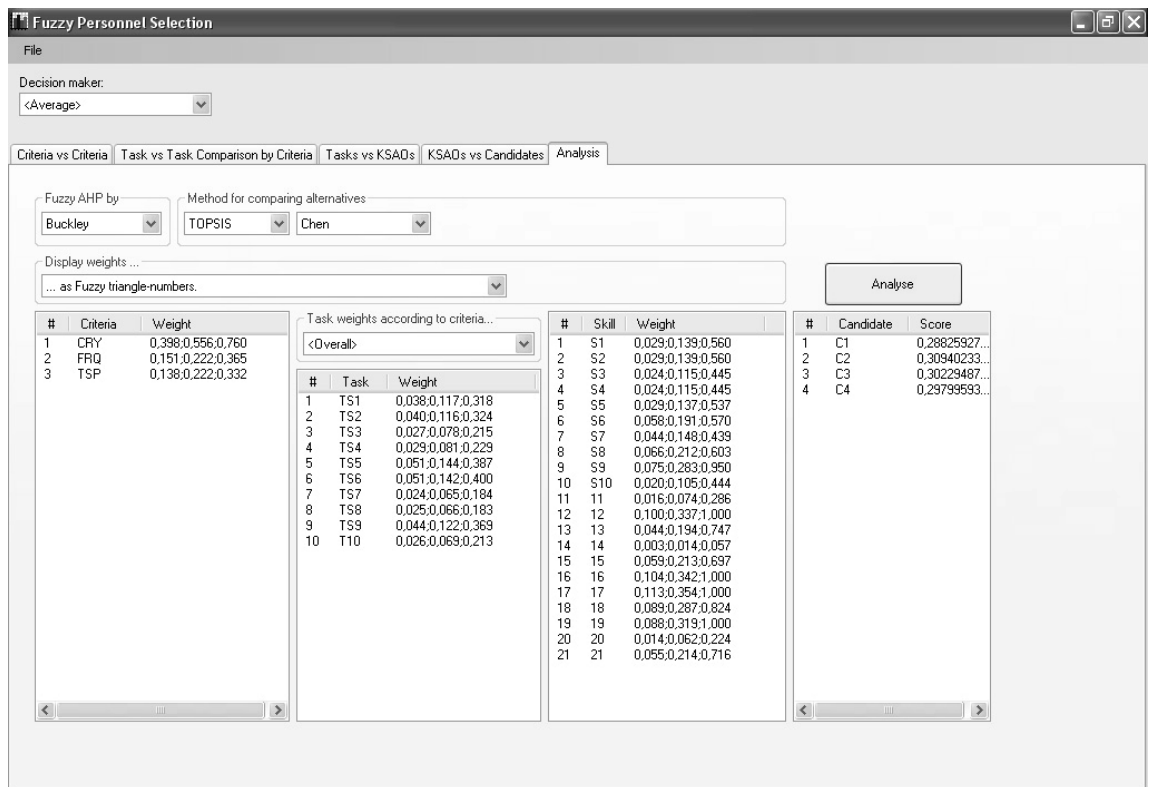 Fuzzy Personnel Selection
File
Decision maker:
<Average>
Criteria vs Criteria Task vs Task Comparison by Criteria Tasks vs KSAOs KSAOs vs Candidates Analysis
Fuzzy AHP by Method for comparing alternatives
Buckley TOPSIS Chen
Display weights ...
... as Fuzzy triangle-numbers.
Analyse
# Criteria Weight
1 CRY 0,398;0,556;0,760
2 FRQ 0,151;0,222;0,365
3 TSP 0,138;0,222;0,332
Task weights according to criteria...
<Overall>
# Task Weight
1 TS1 0,038;0,117;0,318
2 TS2 0,040;0,116;0,324
3 TS3 0,027;0,078;0,215
4 TS4 0,029;0,081;0,229
5 TS5 0,051;0,144;0,387
6 TS6 0,051;0,142;0,400
7 TS7 0,024;0,065;0,184
8 TS8 0,025;0,066;0,183
9 TS9 0,044;0,122;0,369
10 T10 0,026;0,069;0,213
# Skill Weight
1 S1 0,029;0,139;0,560
2 S2 0,029;0,139;0,560
3 S3 0,024;0,115;0,445
4 S4 0,024;0,115;0,445
5 S5 0,029;0,137;0,537
6 S6 0,058;0,191;0,570
7 S7 0,044;0,148;0,439
8 S8 0,066;0,212;0,603
9 S9 0,075;0,283;0,950
10 S10 0,020;0,105;0,444
11 11 0,016;0,074;0,286
12 12 0,100;0,337;1,000
13 13 0,044;0,194;0,747
14 14 0,003;0,014;0,057
15 15 0,059;0,213;0,697
16 16 0,104;0,342;1,000
17 17 0,113;0,354;1,000
18 18 0,089;0,287;0,824
19 19 0,088;0,319;1,000
20 20 0,014;0,062;0,224
21 21 0,055;0,214;0,716
# Candidate Score
1 C1 0,28825927...
2 C2 0,30940233...
3 C3 0,30229487...
4 C4 0,29799593...